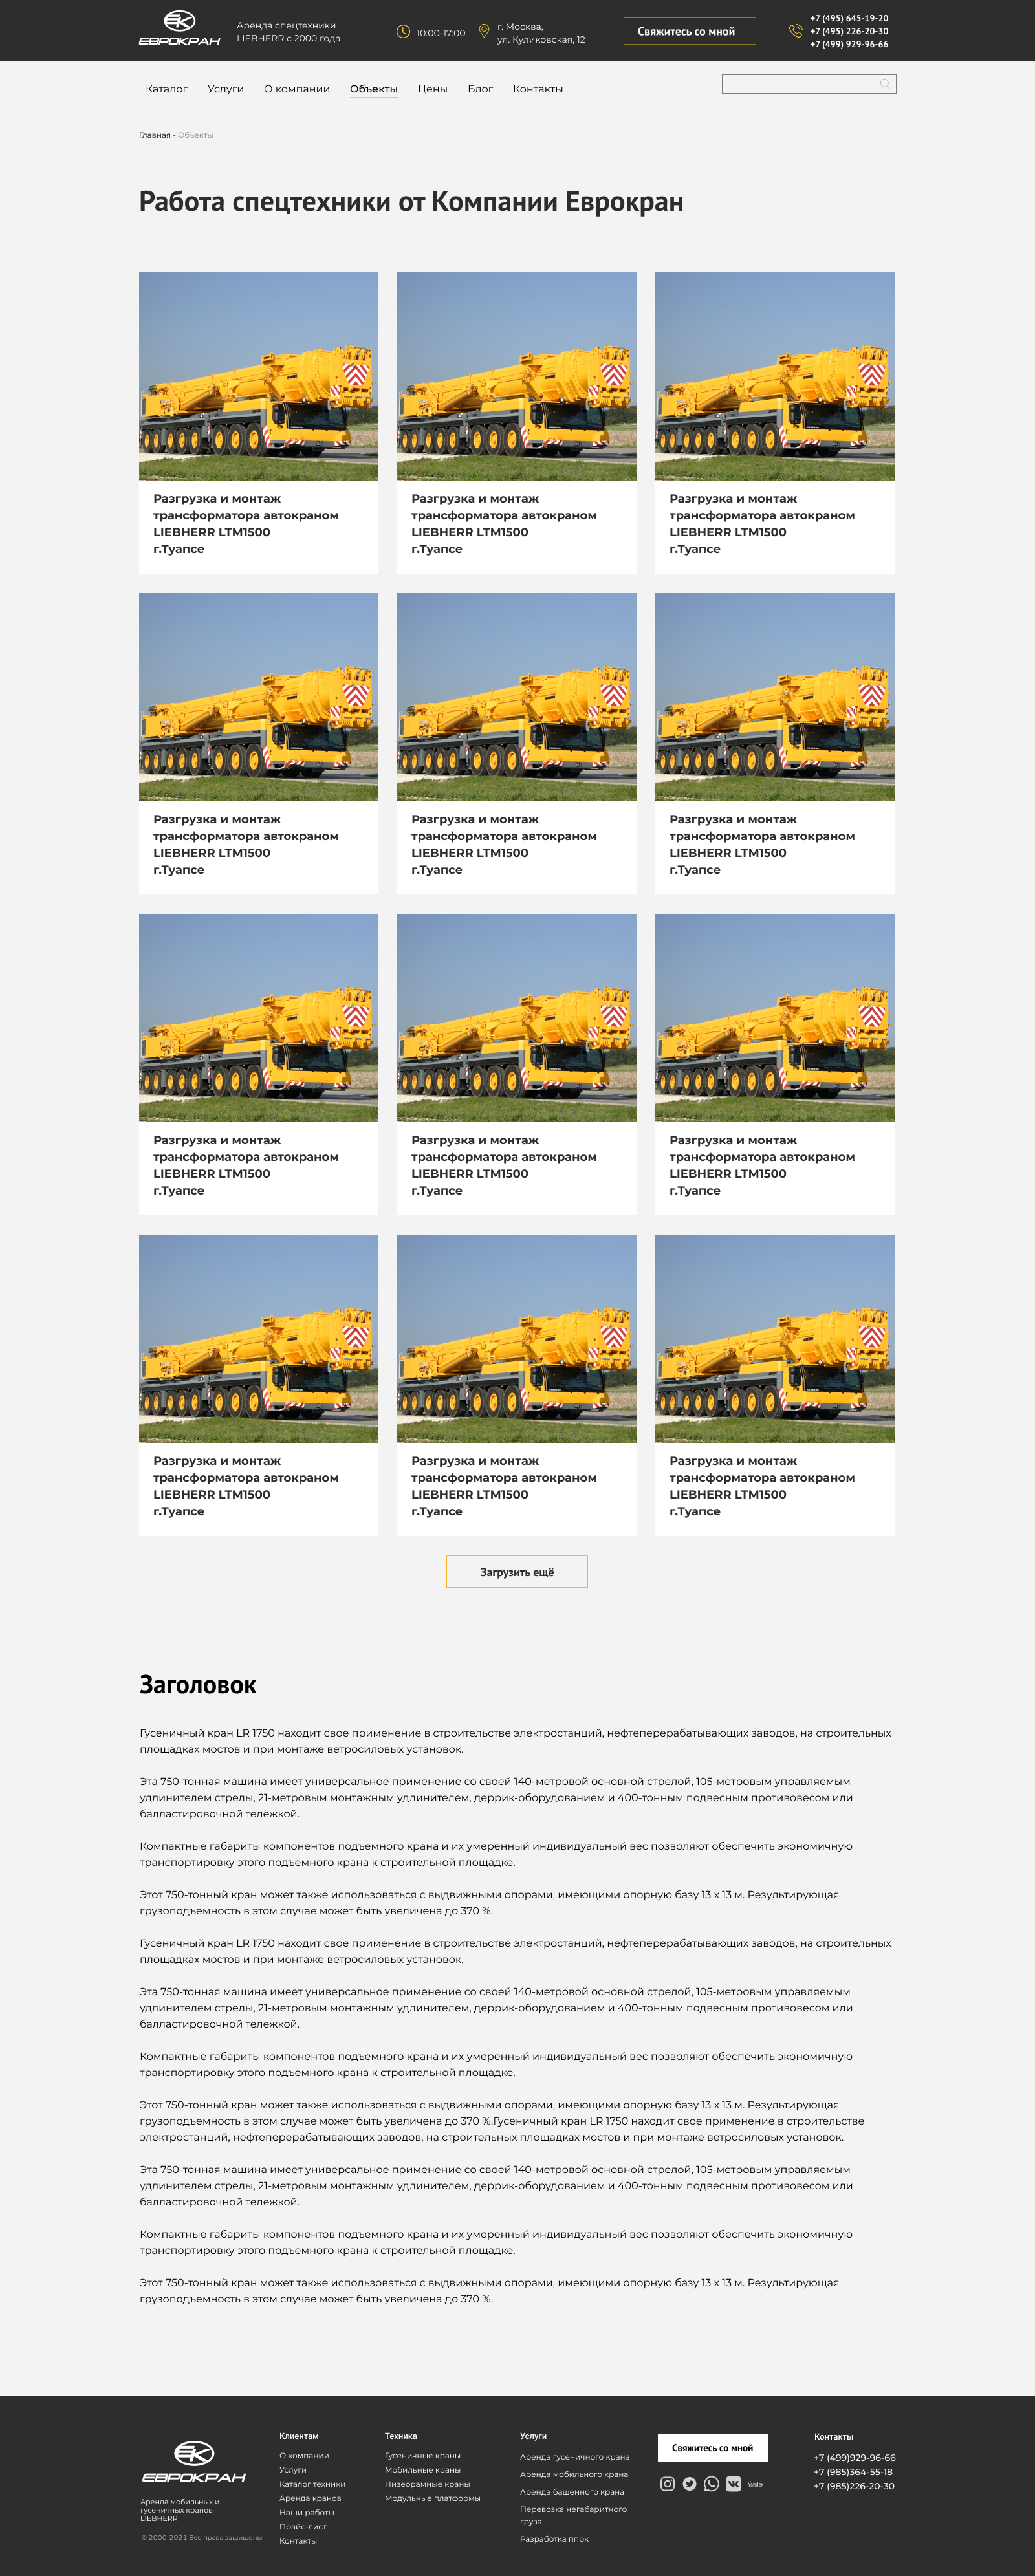 ЕВРОКРАН
Аренда спецтехники
LIEBHERR с 2000 года
10:00-17:00
г. Москва,
ул. Куликовская, 12
Свяжитесь со мной
+7 (495) 645-19-20
+7 (495) 226-20-30
+7 (499) 929-96-66
Каталог Услуги О компании Объекты Цены Блог Контакты
Главная - Объекты
Работа спецтехники от Компании Еврокран
Разгрузка и монтаж
трансформатора автокраном
LIEBHERR LTM1500
г.Туапсе
Разгрузка и монтаж
трансформатора автокраном
LIEBHERR LTM1500
г.Туапсе
Разгрузка и монтаж
трансформатора автокраном
LIEBHERR LTM1500
г.Туапсе
Разгрузка и монтаж
трансформатора автокраном
LIEBHERR LTM1500
г.Туапсе
Разгрузка и монтаж
трансформатора автокраном
LIEBHERR LTM1500
г.Туапсе
Разгрузка и монтаж
трансформатора автокраном
LIEBHERR LTM1500
г.Туапсе
Разгрузка и монтаж
трансформатора автокраном
LIEBHERR LTM1500
г.Туапсе
Разгрузка и монтаж
трансформатора автокраном
LIEBHERR LTM1500
г.Туапсе
Разгрузка и монтаж
трансформатора автокраном
LIEBHERR LTM1500
г.Туапсе
Разгрузка и монтаж
трансформатора автокраном
LIEBHERR LTM1500
г.Туапсе
Разгрузка и монтаж
трансформатора автокраном
LIEBHERR LTM1500
г.Туапсе
Разгрузка и монтаж
трансформатора автокраном
LIEBHERR LTM1500
г.Туапсе
Загрузить ещё
Заголовок
Гусеничный кран LR 1750 находит свое применение в строительстве электростанций, нефтеперерабатывающих заводов, на строительных
площадках мостов и при монтаже ветросиловых установок.
Эта 750-тонная машина имеет универсальное применение со своей 140-метровой основной стрелой, 105-метровым управляемым
удлинителем стрелы, 21-метровым монтажным удлинителем, деррик-оборудованием и 400-тонным подвесным противовесом или
балластировочной тележкой.
Компактные габариты компонентов подъемного крана и их умеренный индивидуальный вес позволяют обеспечить экономичную
транспортировку этого подъемного крана к строительной площадке.
Этот 750-тонный кран может также использоваться с выдвижными опорами, имеющими опорную базу 13 x 13 м. Результирующая
грузоподъемность в этом случае может быть увеличена до 370 %.
Гусеничный кран LR 1750 находит свое применение в строительстве электростанций, нефтеперерабатывающих заводов, на строительных
площадках мостов и при монтаже ветросиловых установок.
Эта 750-тонная машина имеет универсальное применение со своей 140-метровой основной стрелой, 105-метровым управляемым
удлинителем стрелы, 21-метровым монтажным удлинителем, деррик-оборудованием и 400-тонным подвесным противовесом или
балластировочной тележкой.
Компактные габариты компонентов подъемного крана и их умеренный индивидуальный вес позволяют обеспечить экономичную
транспортировку этого подъемного крана к строительной площадке.
Этот 750-тонный кран может также использоваться с выдвижными опорами, имеющими опорную базу 13 x 13 м. Результирующая
грузоподъемность в этом случае может быть увеличена до 370 %.Гусеничный кран LR 1750 находит свое применение в строительстве
электростанций, нефтеперерабатывающих заводов, на строительных площадках мостов и при монтаже ветросиловых установок.
Эта 750-тонная машина имеет универсальное применение со своей 140-метровой основной стрелой, 105-метровым управляемым
удлинителем стрелы, 21-метровым монтажным удлинителем, деррик-оборудованием и 400-тонным подвесным противовесом или
балластировочной тележкой.
Компактные габариты компонентов подъемного крана и их умеренный индивидуальный вес позволяют обеспечить экономичную
транспортировку этого подъемного крана к строительной площадке.
Этот 750-тонный кран может также использоваться с выдвижными опорами, имеющими опорную базу 13 x 13 м. Результирующая
грузоподъемность в этом случае может быть увеличена до 370 %.
ЕВРОКРАН
Аренда мобильных и
гусеничных кранов
LIEBHERR
© 2000-2021 Все права защищены
Клиентам
О компании
Услуги
Каталог техники
Аренда кранов
Наши работы
Прайс-лист
Контакты
Техника
Гусеничные краны
Мобильные краны
Низеорамные краны
Модульные платформы
Услуги
Аренда гусеничного крана
Аренда мобильного крана
Аренда башенного крана
Перевозка негабаритного
груза
Разработка ппрк
Свяжитесь со мной
Yandex
Контакты
+7 (499)929-96-66
+7 (985)364-55-18
+7 (985)226-20-30